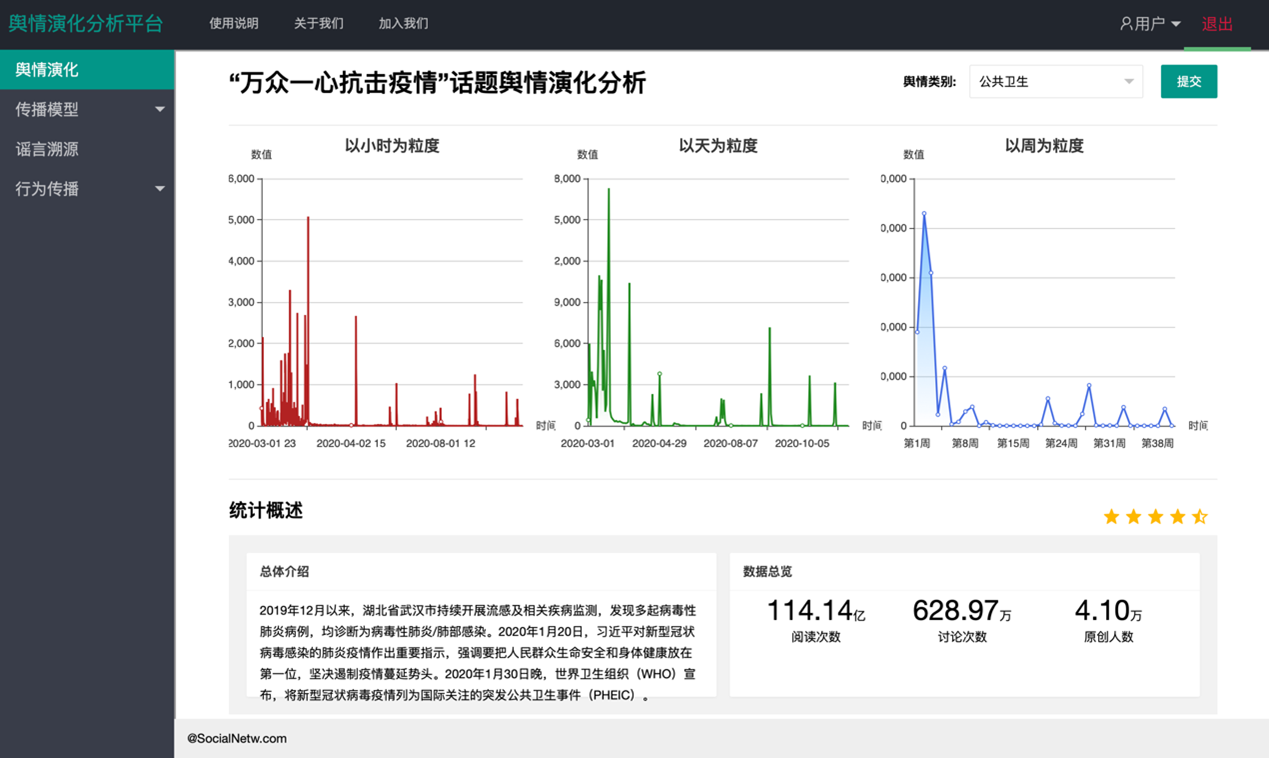 舆情演化分析平台 使用说明 关于我们 加入我们 用户 退出
舆情演化
传播模型
谣言溯源
行为传播
“万众一心抗击疫情”话题舆情演化分析 舆情类别: 公共卫生 提交
以小时为粒度
数值
6,000
5,000
4,000
3,000
2,000
1,000
0
时间
2020-03-01 23 2020-04-02 15 2020-08-01 12
以天为粒度
数值
8,000
5,000
2,000
9,000
6,000
3,000
0
时间
2020-03-01 2020-04-29 2020-08-07 2020-10-05
以周为粒度
数值
0,000
0,000
0,000
0,000
0,000
0
时间
第1周 第8周 第15周 第24周 第31周 第38周
统计概述
总体介绍
2019年12月以来，湖北省武汉市持续开展流感及相关疾病监测，发现多起病毒性
肺炎病例，均诊断为病毒性肺炎/肺部感染。2020年1月20日，习近平对新型冠状
病毒感染的肺炎疫情作出重要指示，强调要把人民群众生命安全和身体健康放在
第一位，坚决遏制疫情蔓延势头。2020年1月30日晚，世界卫生组织（WHO）宣
布，将新型冠状病毒疫情列为国际关注的突发公共卫生事件（PHEIC）。
数据总览
114.14亿 628.97万 4.10万
阅读次数 讨论次数 原创人数
@SocialNetw.com